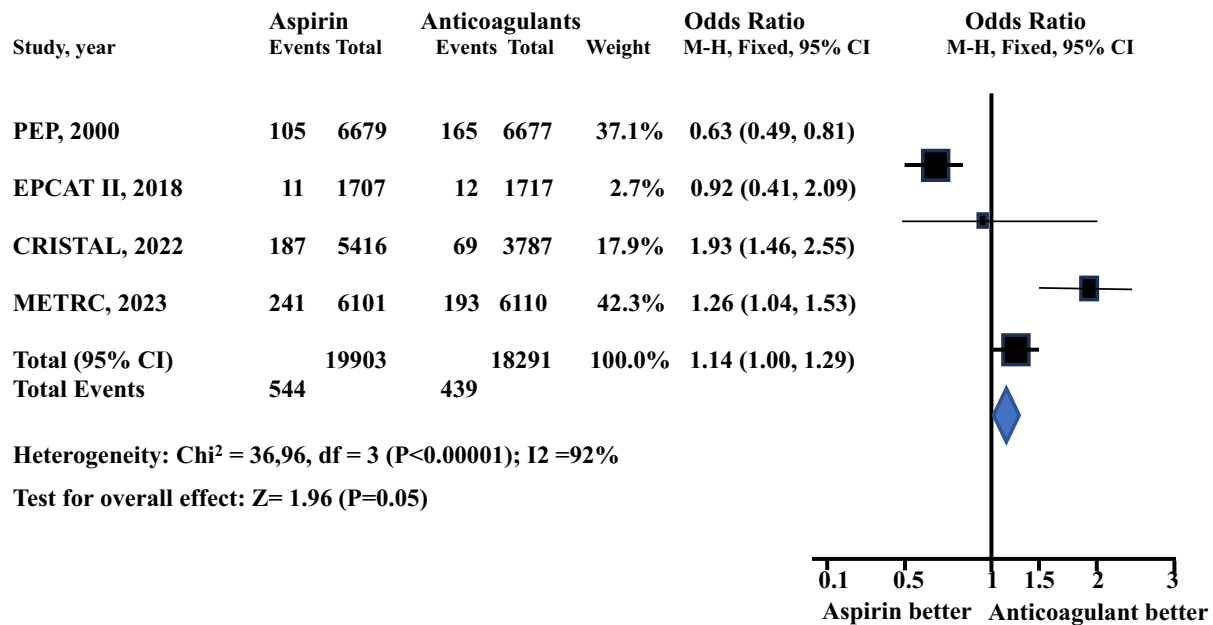 Aspirin Anticoagulants Odds Ratio Odds Ratio
Study, year Events Total Events Total Weight M-H, Fixed, 95% CI M-H, Fixed, 95% CI
PEP, 2000 105 6679 165 6677 37.1% 0.63 (0.49, 0.81)
EPCAT II, 2018 11 1707 12 1717 2.7% 0.92 (0.41, 2.09)
CRISTAL, 2022 187 5416 69 3787 17.9% 1.93 (1.46, 2.55)
METRC, 2023 241 6101 193 6110 42.3% 1.26 (1.04, 1.53)
Total (95% CI) 19903 18291 100.0% 1.14 (1.00, 1.29)
Total Events 544 439
Heterogeneity: Chi² = 36,96, df = 3 (P<0.00001); I2 =92%
Test for overall effect: Z= 1.96 (P=0.05)
0.1 0.5 1 1.5 2 3
Aspirin better Anticoagulant better